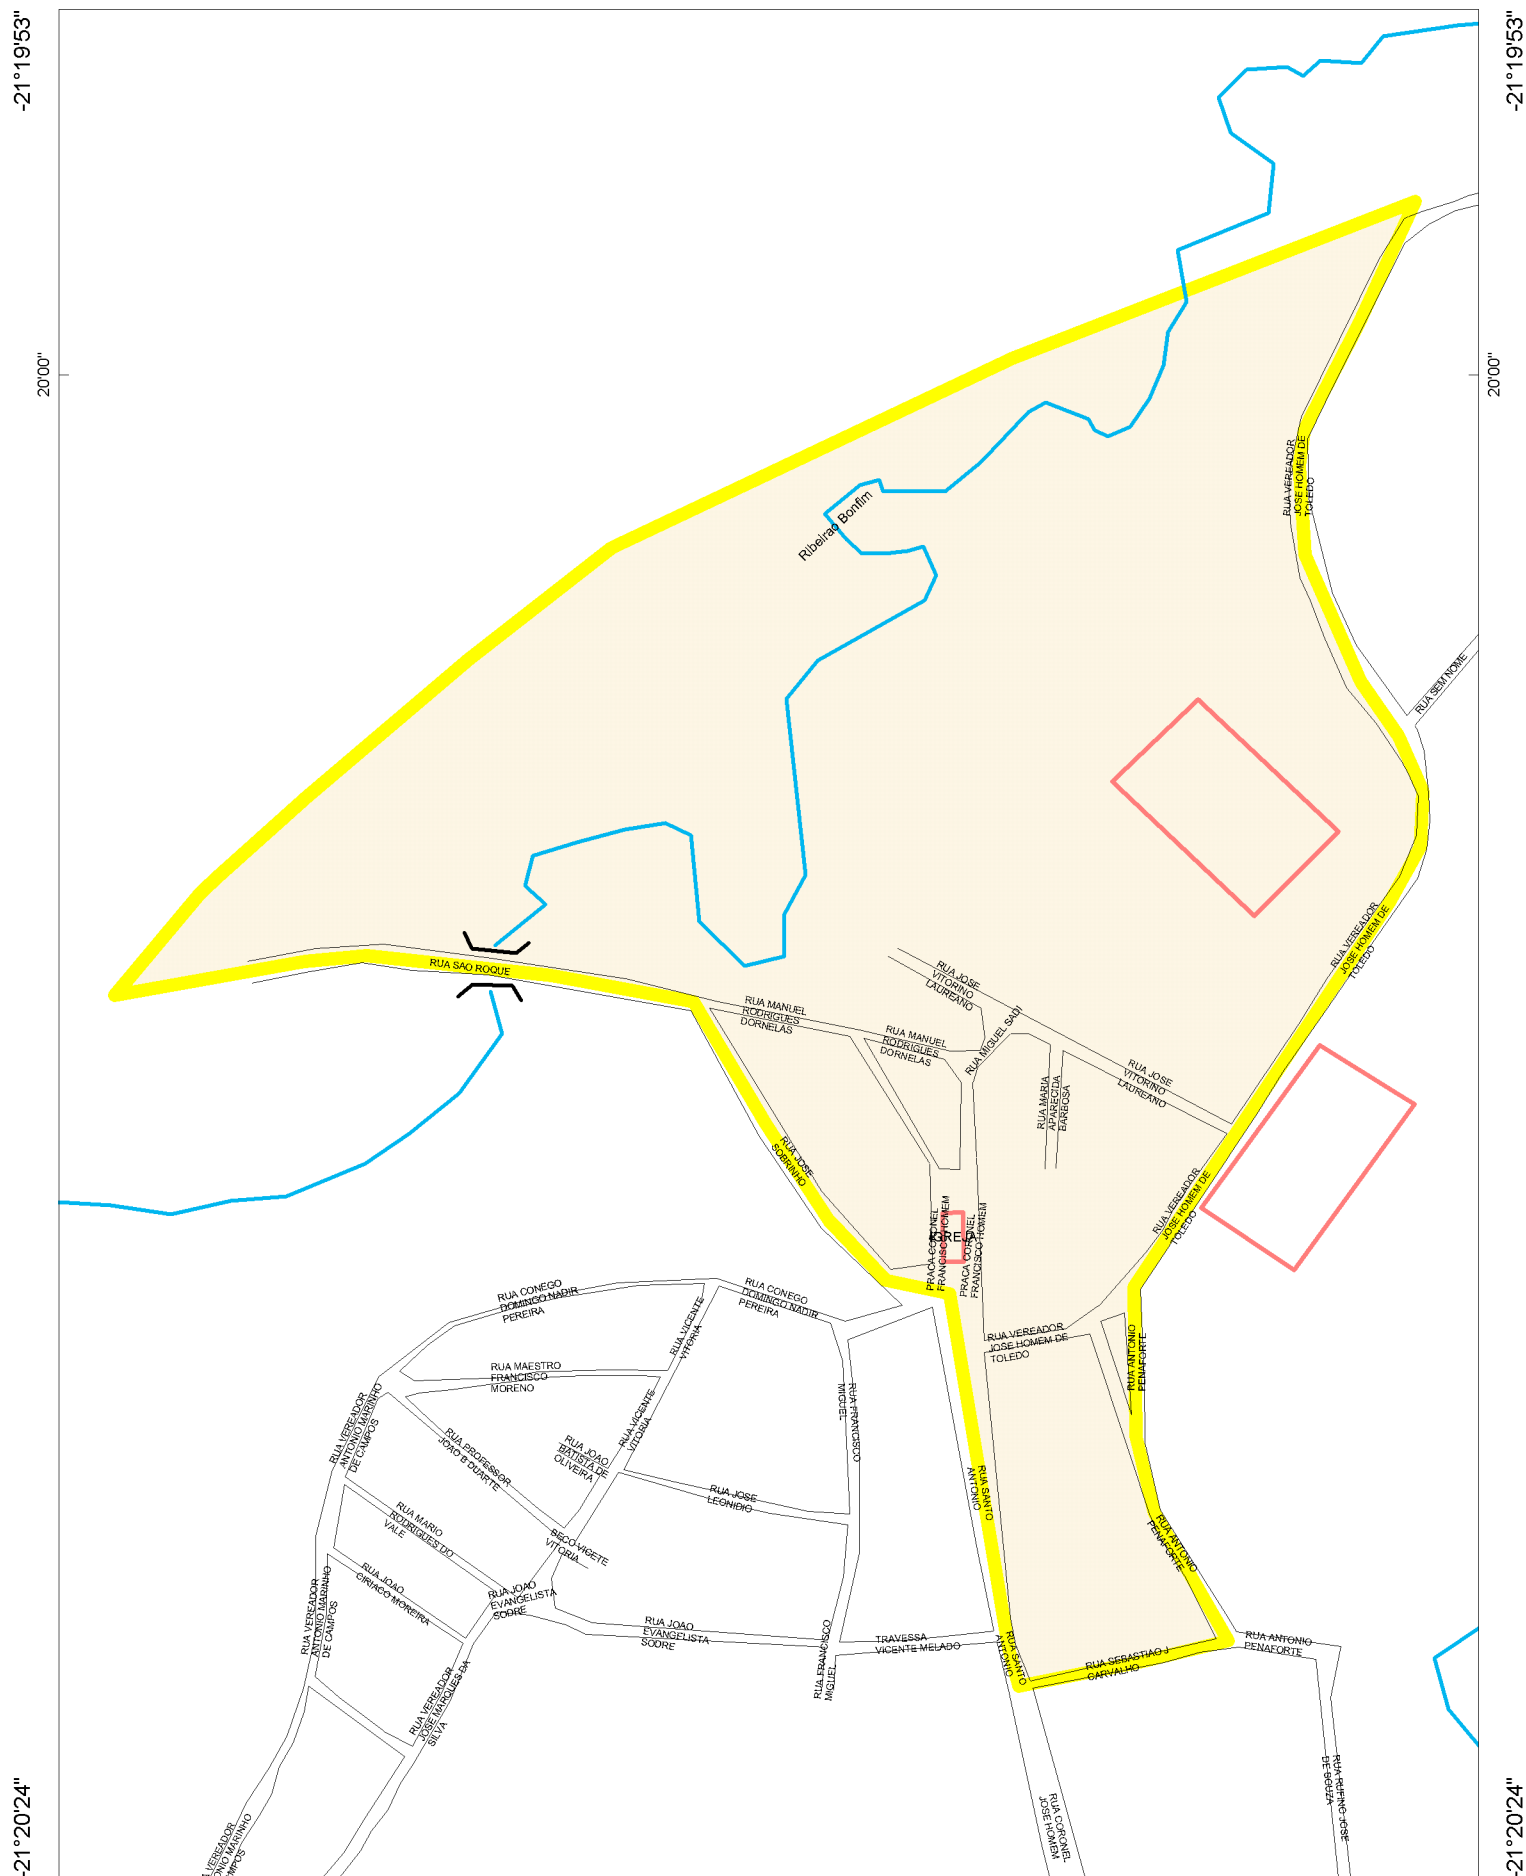 -21°19'53"
-21°19'53"
20'00"
20'00"
RUA VEREADOR
JOSE HOMEM DE
TOLEDO
Ribeirao Bonfim
RUA SEM NOME
RUA VEREADOR
JOSE HOMEM DE
TOLEDO
RUA SAO ROQUE
RUA JOSE
VITORINO
LAUREANO
RUA MANUEL
RODRIGUES
DORNELAS
RUA MANUEL
RODRIGUES
DORNELAS
RUA MIGUEL SADI
RUA JOSE
VITORINO
LAUREANO
RUA MARIA
APARECIDA
BARBOSA
RUA JOSE
SOBRINHO
RUA VEREADOR
JOSE HOMEM DE
TOLEDO
PRACA CORONEL
FRANCISCO HOMEM
IGREJA
PRACA CORONEL
FRANCISCO HOMEM
RUA CONEGO
DOMINGO NADIR
PEREIRA
RUA CONEGO
DOMINGO NADIR
PEREIRA
RUA VICENTE
VITORIA
RUA VEREADOR
JOSE HOMEM DE
TOLEDO
RUA ANTONIO
PENAFORTE
RUA MAESTRO
FRANCISCO
MORENO
RUA VEREADOR
ANTONIO MARINHO
DE CAMPOS
RUA FRANCISCO
MIGUEL
RUA VICENTE
VITORIA
RUA PROFESSOR
JOAO B DUARTE
RUA JOAO
BATISTA DE
OLIVEIRA
RUA JOSE
LEONIDIO
RUA SANTO
ANTONIO
RUA MARIO
RODRIGUES DO
VALE
BECO VICETE
VITORIA
RUA ANTONIO
PENAFORTE
RUA JOAO
CIRIACO MOREIRA
RUA JOAO
EVANGELISTA
SODRE
RUA VEREADOR
ANTONIO MARINHO
DE CAMPOS
RUA JOAO
EVANGELISTA
SODRE
RUA FRANCISCO
MIGUEL
TRAVESSA
VICENTE MELADO
RUA SANTO
ANTONIO
RUA SEBASTIAO J
CARVALHO
RUA ANTONIO
PENAFORTE
RUA VEREADOR
JOSE MARQUES DA
SILVA
RUA RUFINO JOSE
DE SOUZA
RUA CORONEL
JOSE HOMEM
A VEREADOR
ONIO MARINHO
MPOS
-21°20'24"
-21°20'24"